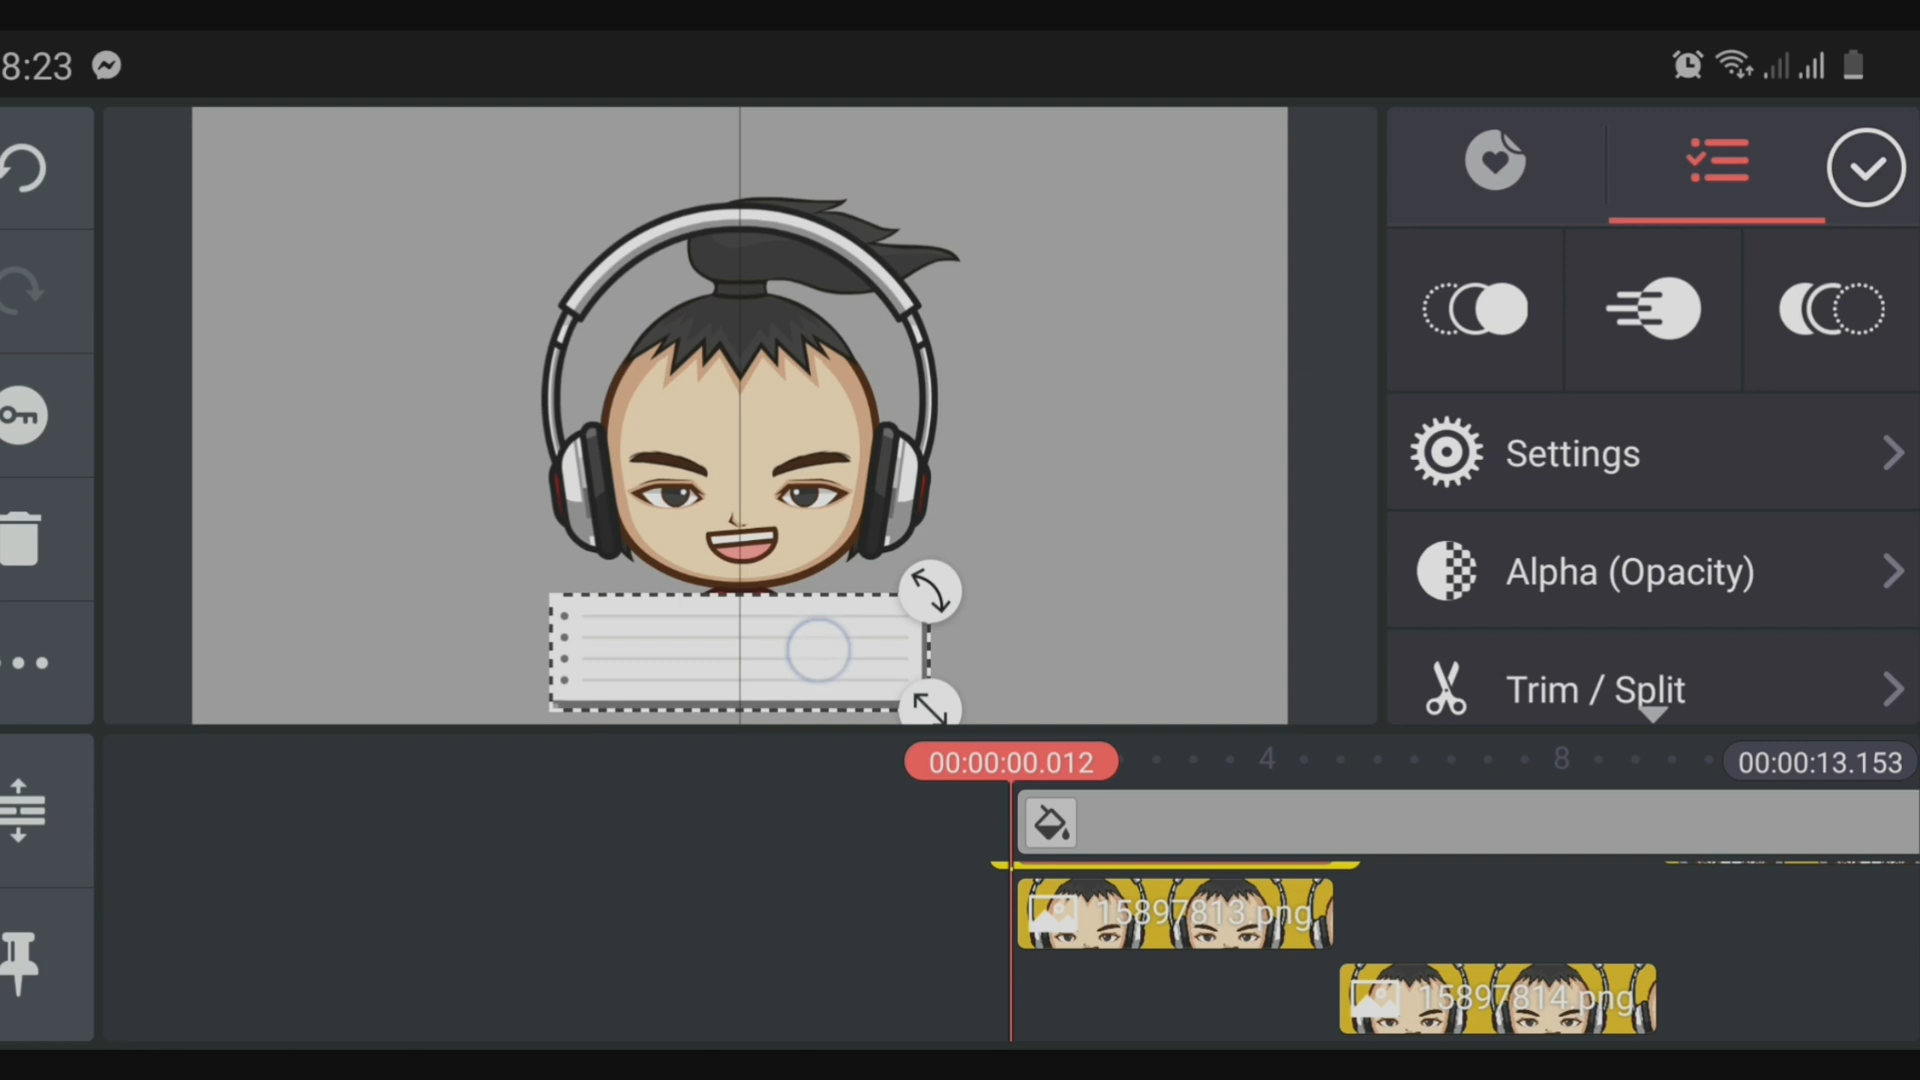 8:23
Settings
Alpha (Opacity)
Trim / Split
00:00:00.012
4
8
00:00:13.153
15897813.png
15897814.png